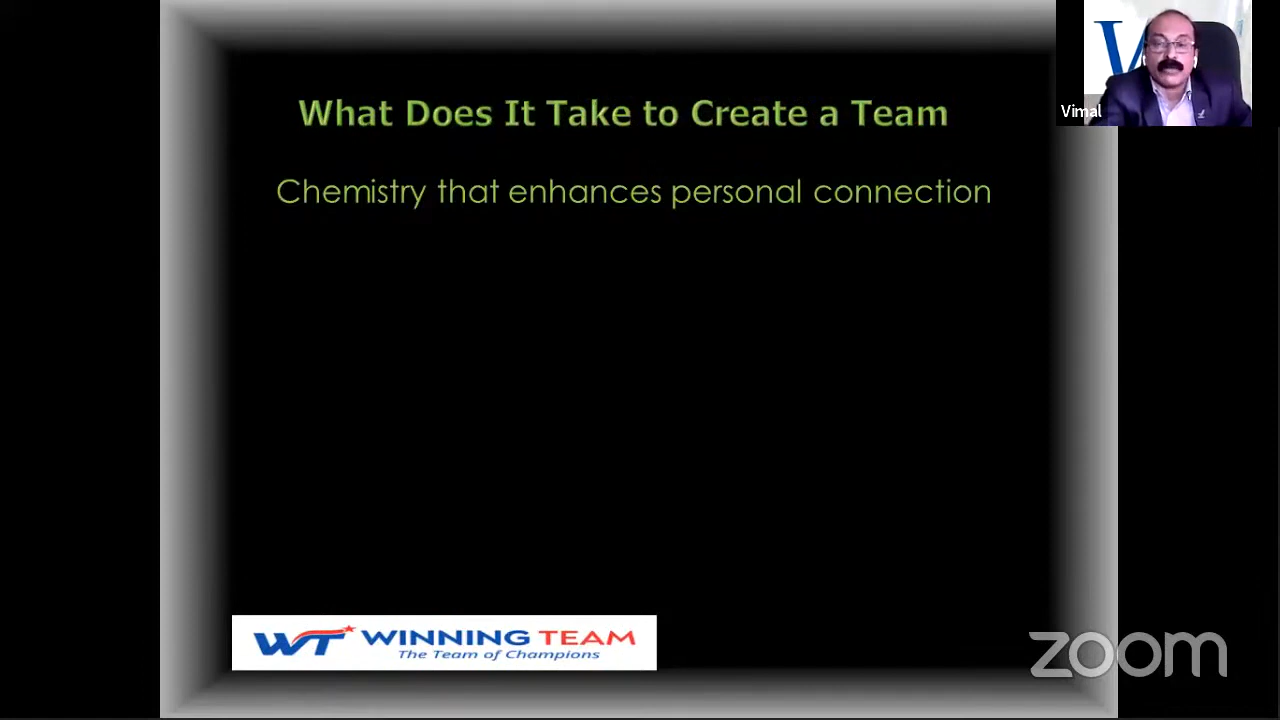 What Does It Take to Create a Team
Vimal
Chemistry that enhances personal connection
WT WINNING TEAM
The Team of Champions
zoom